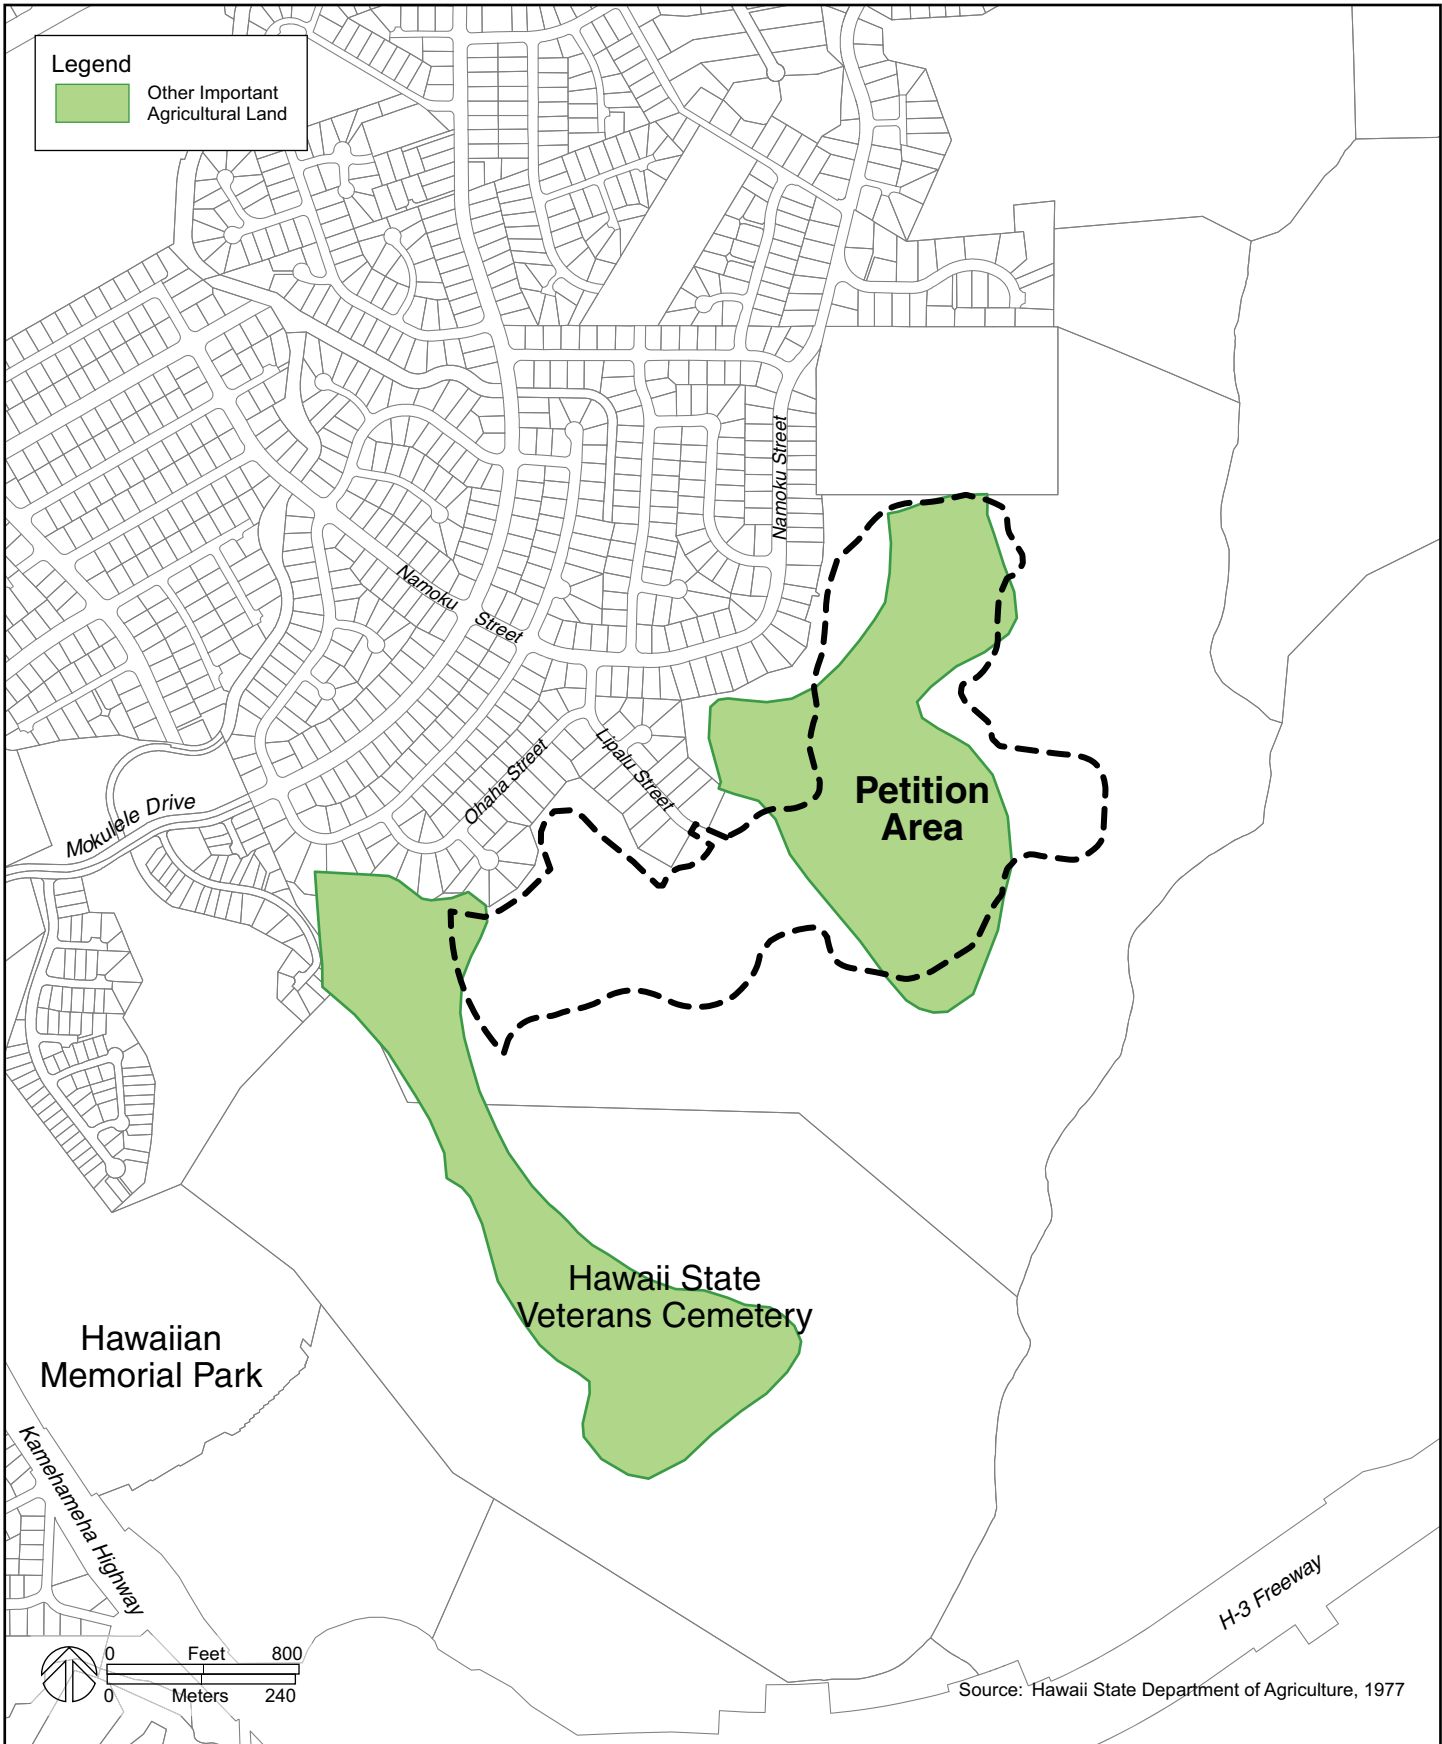 Legend
Other Important
Agricultural Land
Namoku Street
Namoku Street
Ohaha Street
Lipalu Street
Mokulele Drive
Petition
Area
Hawaii State
Veterans Cemetery
Hawaiian
Memorial Park
Kamehameha Highway
H-3 Freeway
0 Feet 800
0 Meters 240
Source: Hawaii State Department of Agriculture, 1977